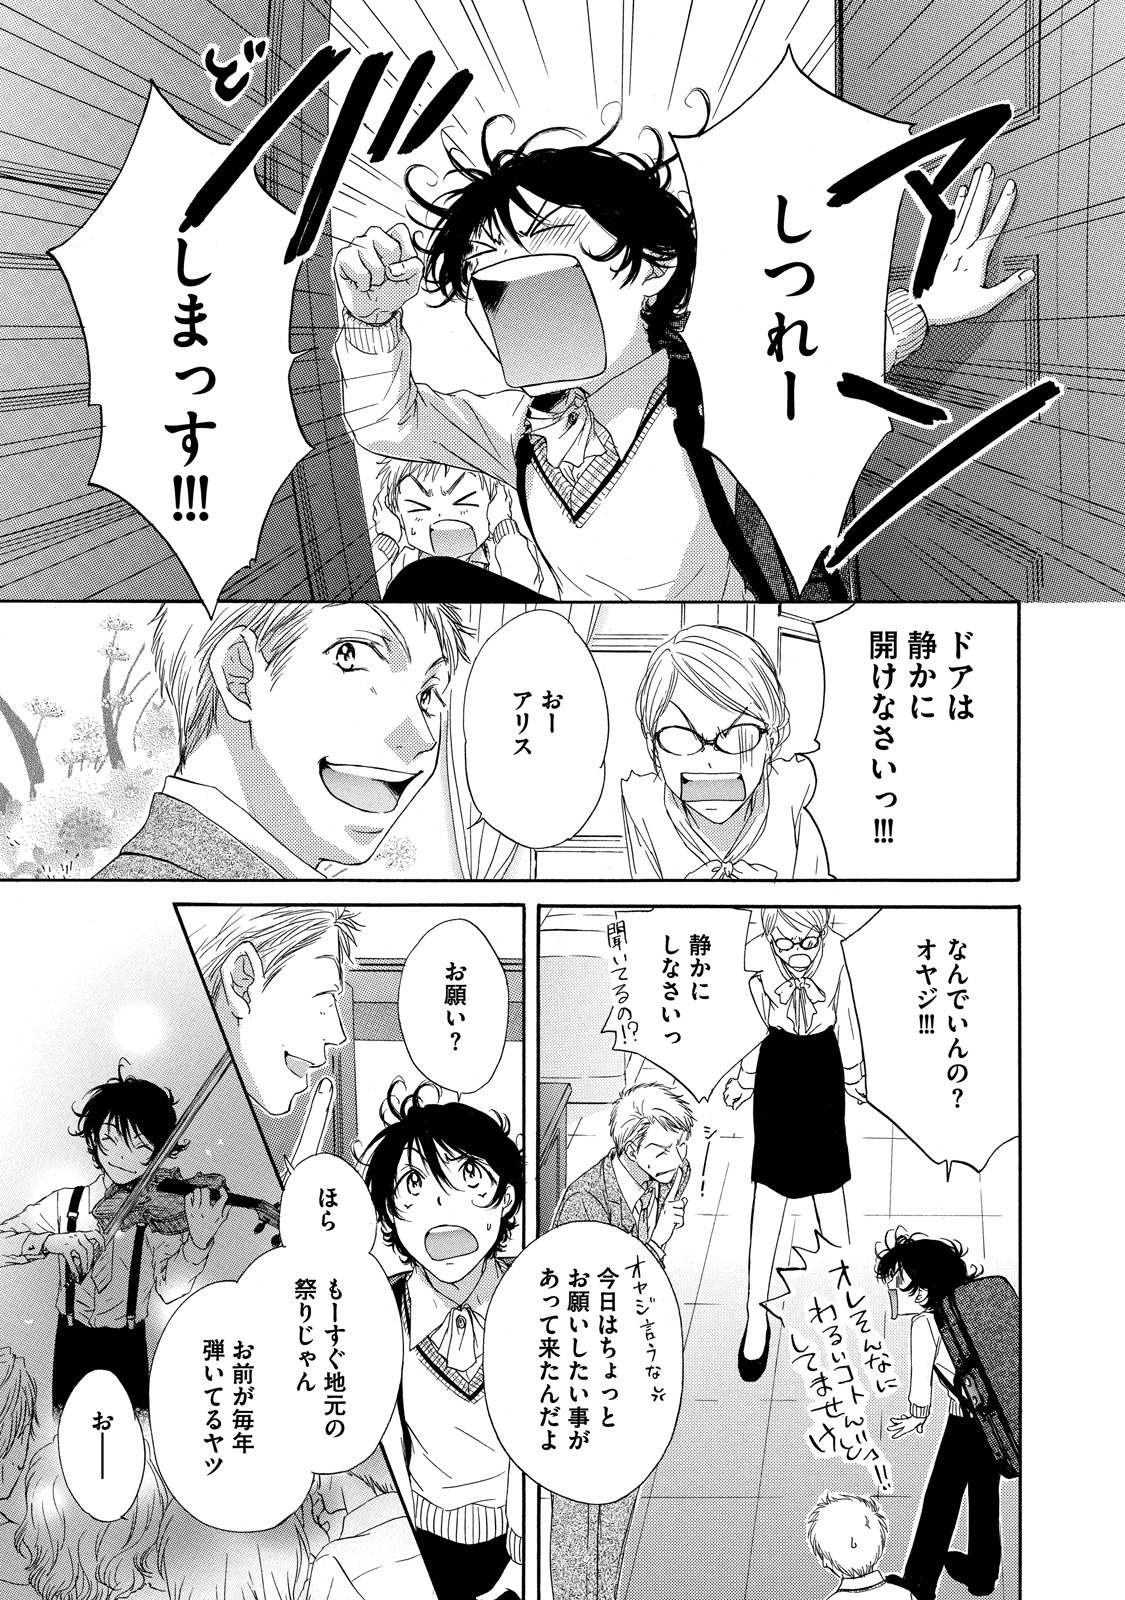 バァン
しつれー
ど
しまっす!!!
ドアは
静かに
開けなさいっ!!!
おー
アリス
なんでいんの?
オヤジ!!!
静かに
しなさいっ
聞いてるの!?
シーー!
オレそんなに
わるいコト
してませんけどッ!!
オヤジ言うな
今日はちょっと
お願いしたい事が
あって来たんだよ
お願い?
ほら
もーすぐ地元の
祭りじゃん
お前が毎年
弾いてるヤツ
おー